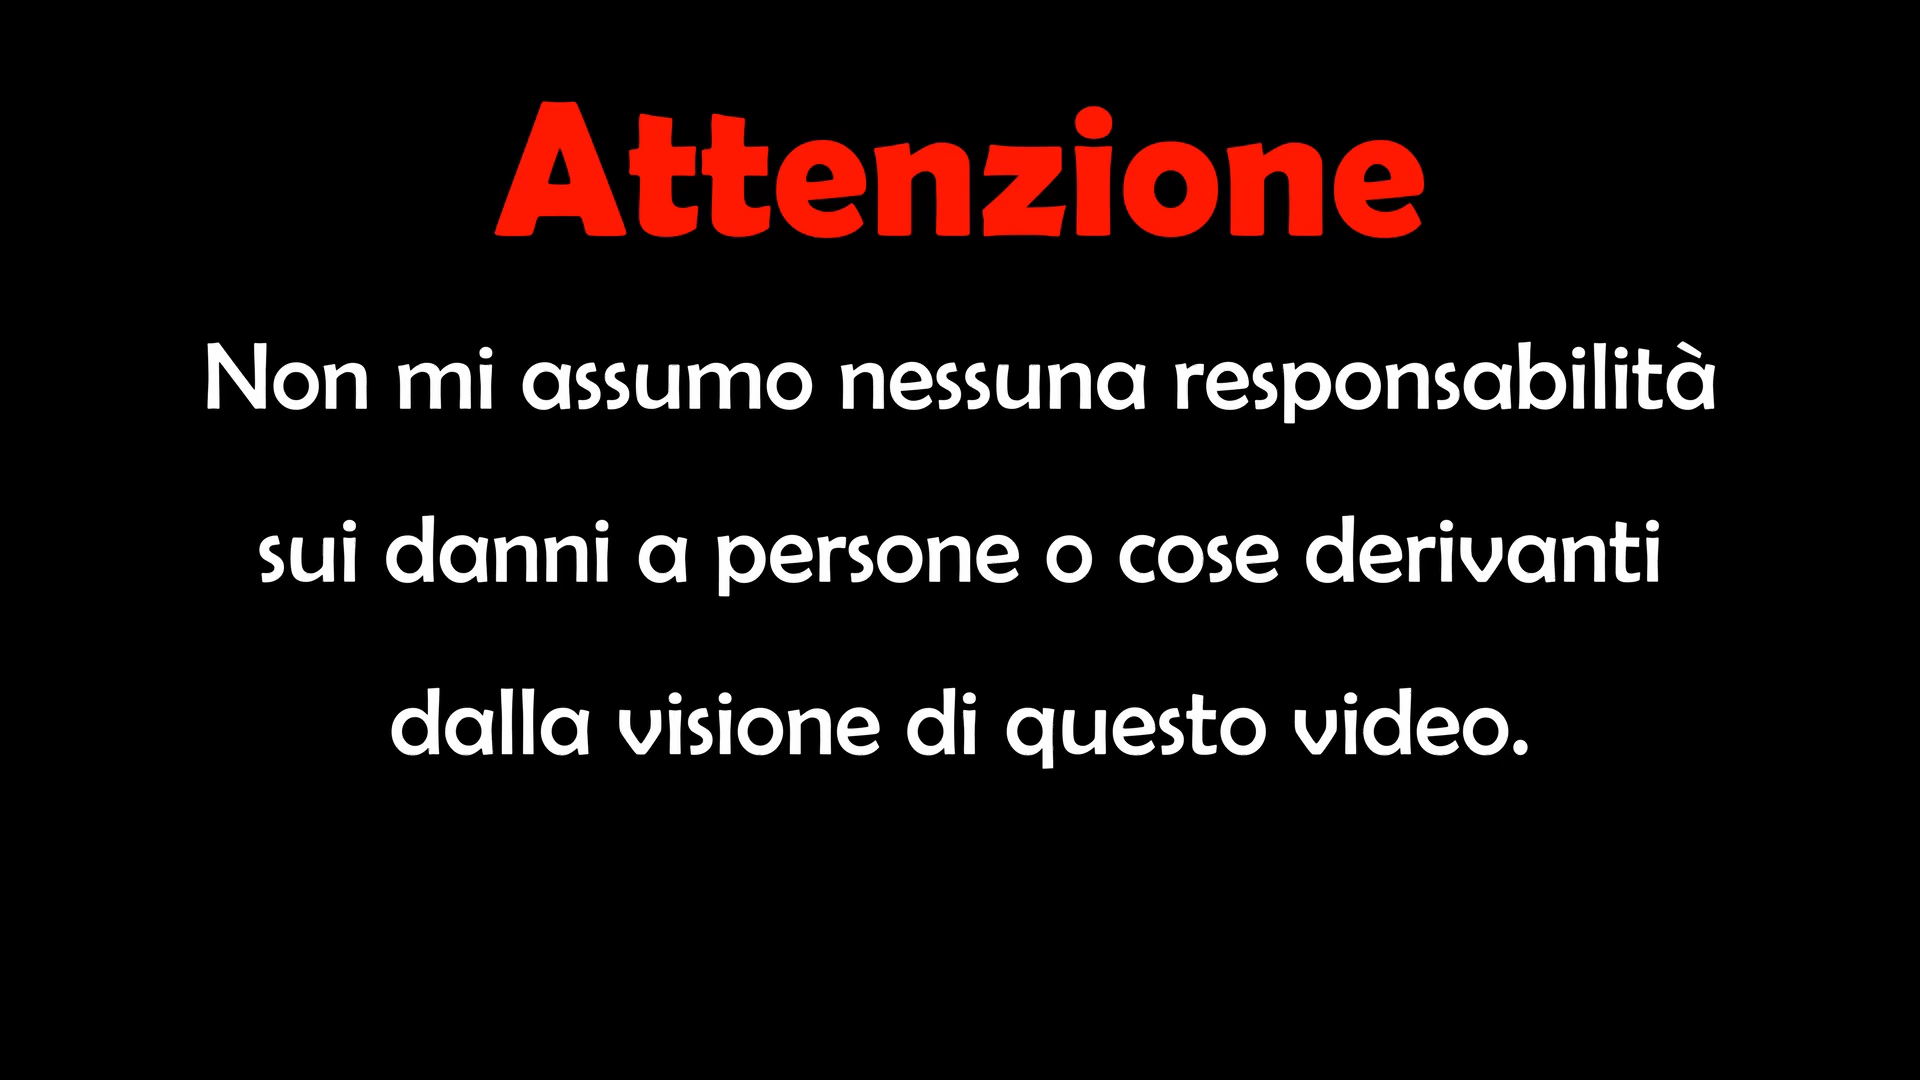 Attenzione
Non mi assumo nessuna responsabilità
sui danni a persone o cose derivanti
dalla visione di questo video.